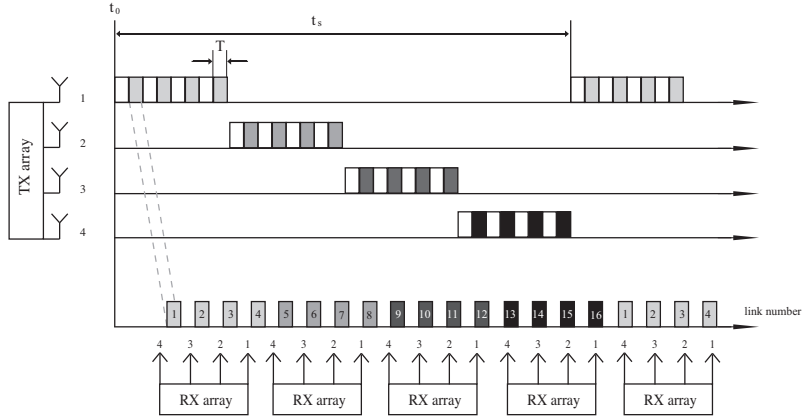 t0
ts
T
TX array
1
2
3
4
1 2 3 4 5 6 7 8 9 10 11 12 13 14 15 16 1 2 3 4
link number
4 3 2 1 4 3 2 1 4 3 2 1 4 3 2 1 4 3 2 1
RX array RX array RX array RX array RX array